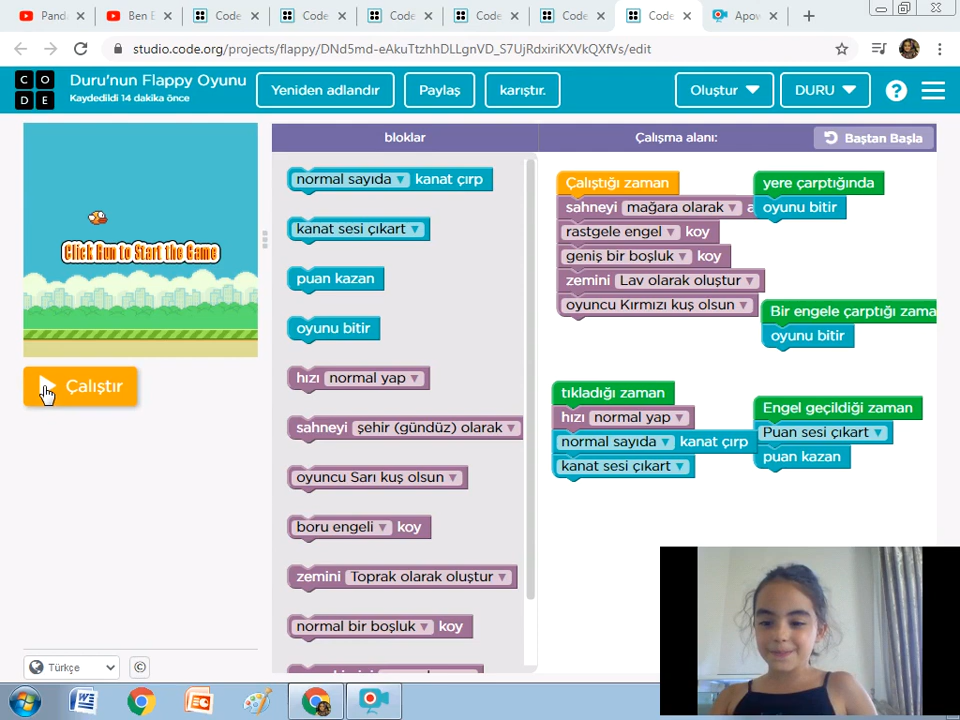 Panda
Ben E
Code
Code
Code
Code
Code
Code
Apow
studio.code.org/projects/flappy/DNd5md-eAkuTtzhhDLLgnVD_S7UjRdxiriKXVkQXfVs/edit
C O
D E
Duru'nun Flappy Oyunu
Kaydedildi 14 dakika önce
Yeniden adlandır
Paylaş
karıştır.
Oluştur
DURU
?
bloklar
Çalışma alanı:
Baştan Başla
Click Run to Start the Game
Çalıştır
normal sayıda kanat çırp
kanat sesi çıkart
puan kazan
oyunu bitir
hızı normal yap
sahneyi şehir (gündüz) olarak
oyuncu Sarı kuş olsun
boru engeli koy
zemini Toprak olarak oluştur
normal bir boşluk koy
Çalıştığı zaman
sahneyi mağara olarak a
rastgele engel koy
geniş bir boşluk koy
zemini Lav olarak oluştur
oyuncu Kırmızı kuş olsun
yere çarptığında
oyunu bitir
Bir engele çarptığı zama
oyunu bitir
tıkladığı zaman
hızı normal yap
normal sayıda kanat çırp
kanat sesi çıkart
Engel geçildiği zaman
Puan sesi çıkart
puan kazan
Türkçe
©